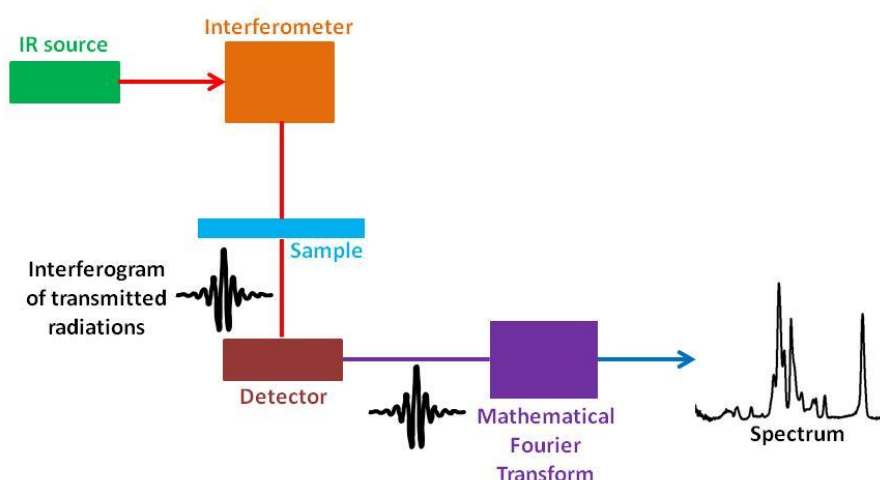 Interferometer
IR source
Sample
Interferogram
of transmitted
radiations
Detector
Mathematical
Fourier
Transform
Spectrum